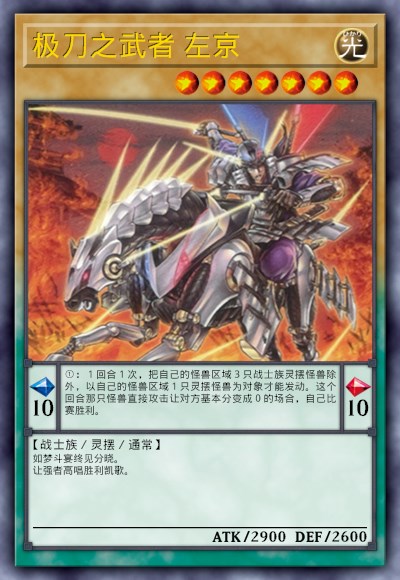 极刀之武者 左京
ひかり
光
①：1回合1次，把自己的怪兽区域3只战士族灵摆怪兽除
外，以自己的怪兽区域1只灵摆怪兽为对象才能发动。这个
回合那只怪兽直接攻击让对方基本分变成0的场合，自己比
赛胜利。
10
10
【战士族／灵摆／通常】
如梦斗宴终见分晓。
让强者高唱胜利凯歌。
ATK/2900 DEF/2600